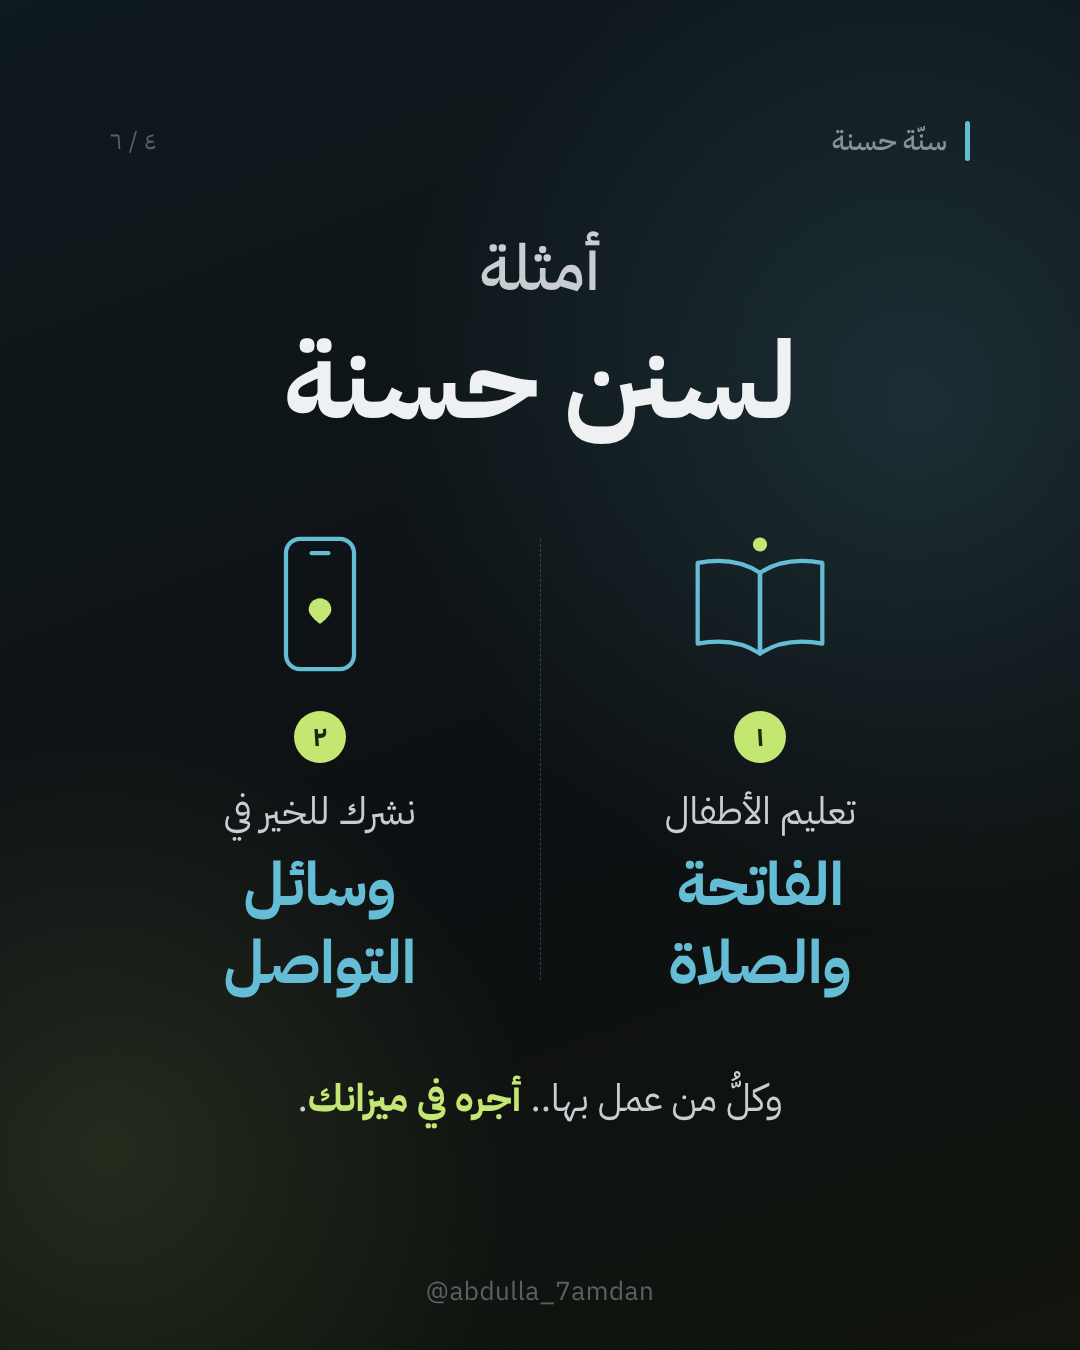 سنّة حسنة
٤ / ٦
أمثلة
لسنن حسنة
١
تعليم الأطفال
الفاتحة
والصلاة
٢
نشرك للخير في
وسائل
التواصل
وكلُّ من عمل بها.. أجره في ميزانك.
@abdulla_7amdan